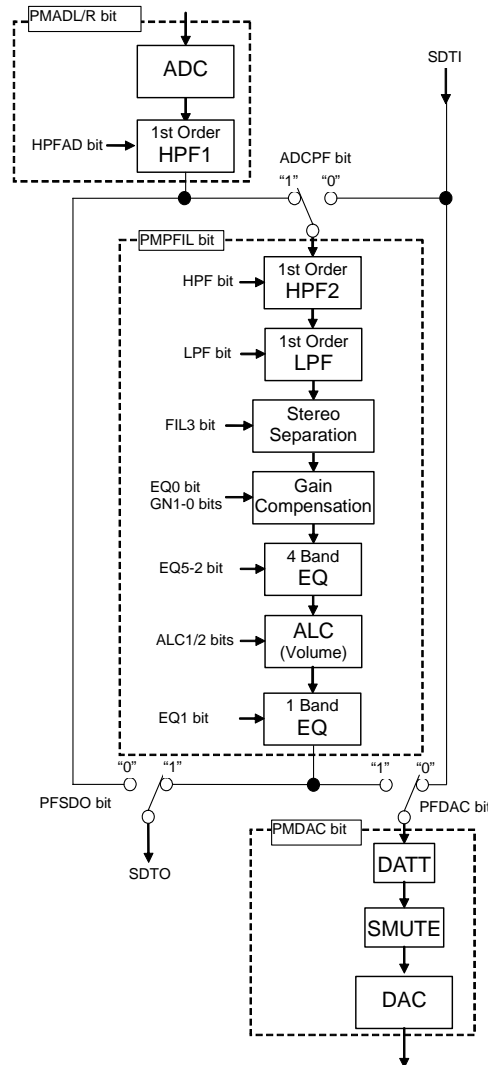 PMADL/R bit
ADC
SDTI
1st Order
HPF1
HPFAD bit
ADCPF bit
“1”
“0”
PMPFIL bit
1st Order
HPF2
HPF bit
1st Order
LPF
LPF bit
Stereo
Separation
FIL3 bit
Gain
Compensation
EQ0 bit
GN1-0 bits
4 Band
EQ
EQ5-2 bit
ALC
(Volume)
ALC1/2 bits
1 Band
EQ
EQ1 bit
“0”
“1”
“1”
“0”
PFSDO bit
PFDAC bit
SDTO
PMDAC bit
DATT
SMUTE
DAC